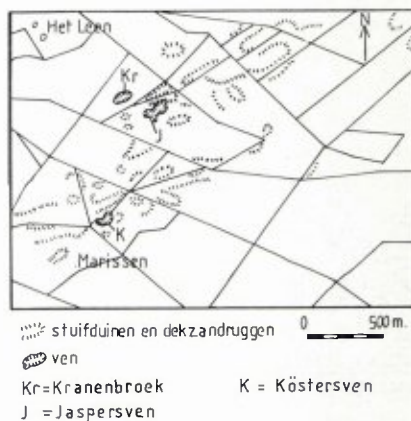 Het Leen
N
Kr
J
K
Marissen
stuifduinen en dekzandruggen
0 500 m.
ven
Kr=Kranenbroek K = Köstersven
J =Jaspersven